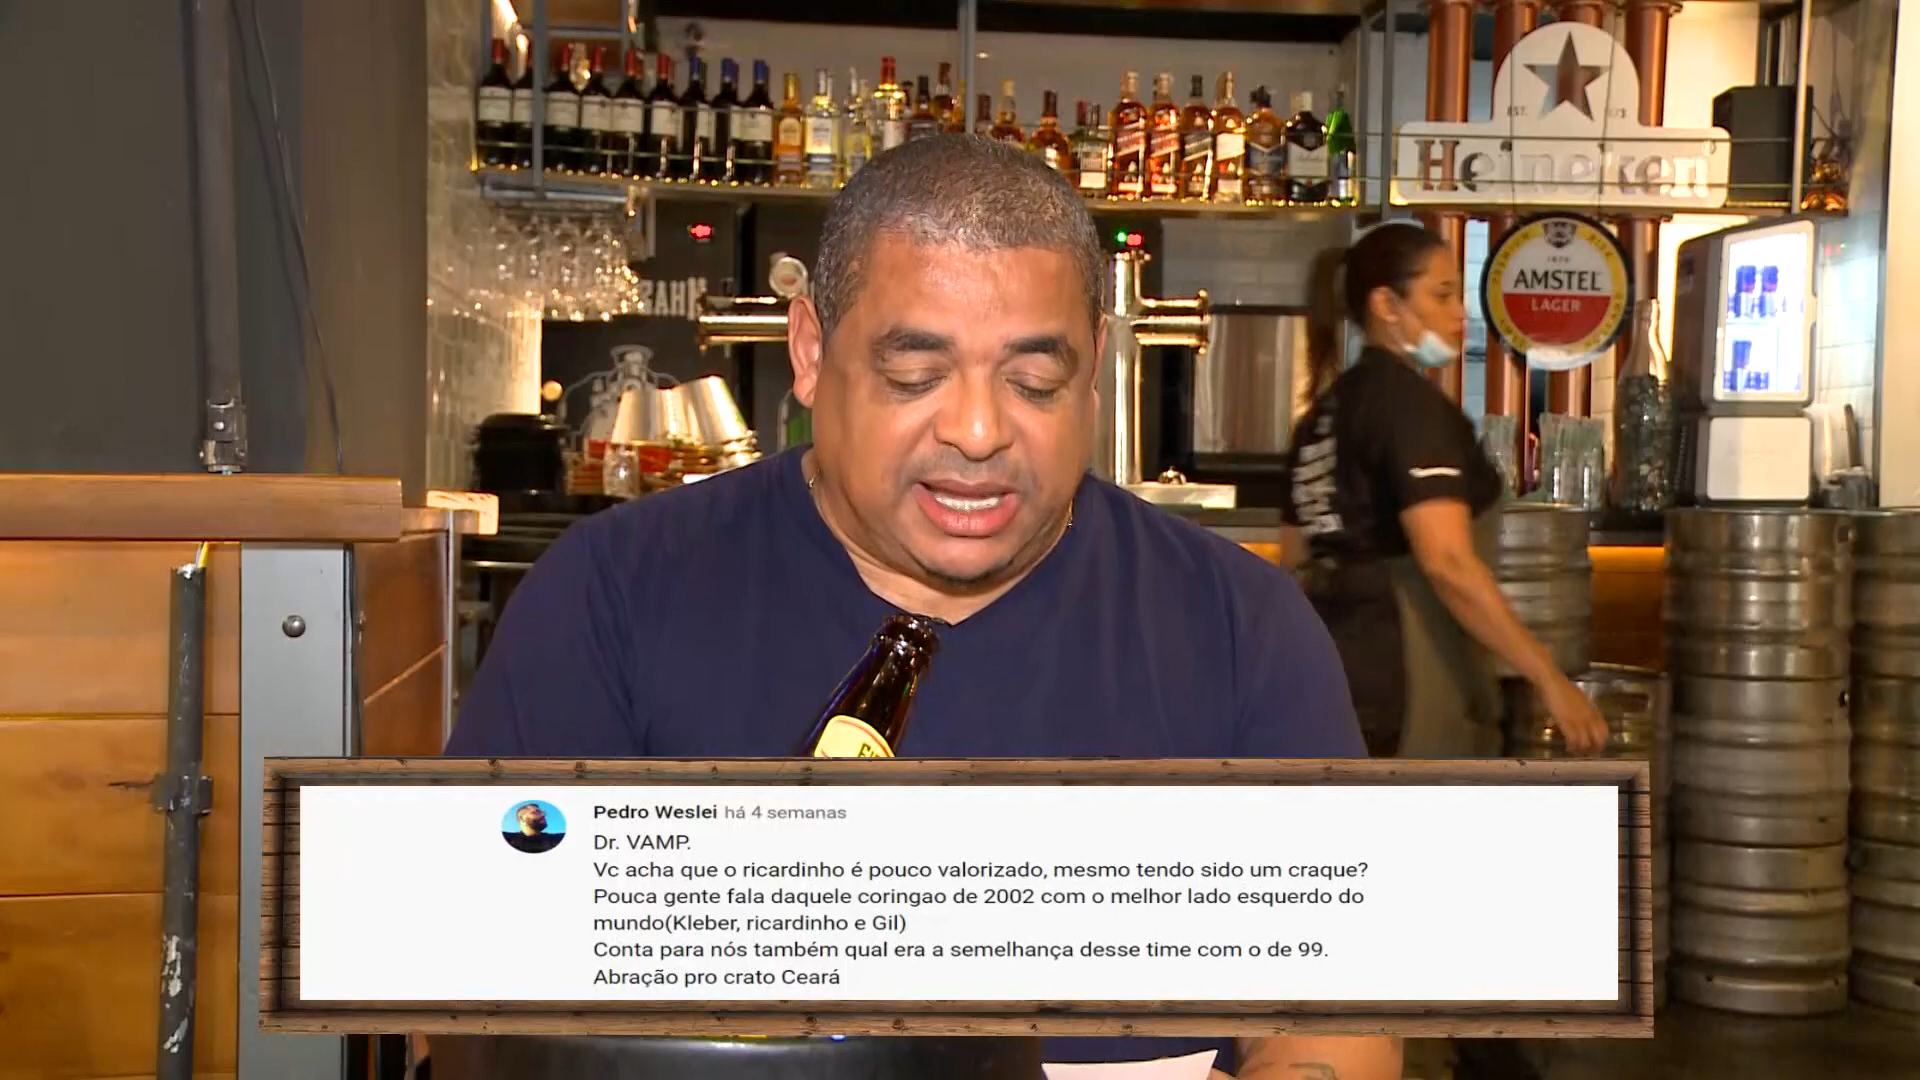 EST.
Heineken
1870
AMSTEL
LAGER
Pedro Weslei há 4 semanas
Dr. VAMP.
Vc acha que o ricardinho é pouco valorizado, mesmo tendo sido um craque?
Pouca gente fala daquele coringao de 2002 com o melhor lado esquerdo do
mundo(Kleber, ricardinho e Gil)
Conta para nós também qual era a semelhança desse time com o de 99.
Abração pro crato Ceará